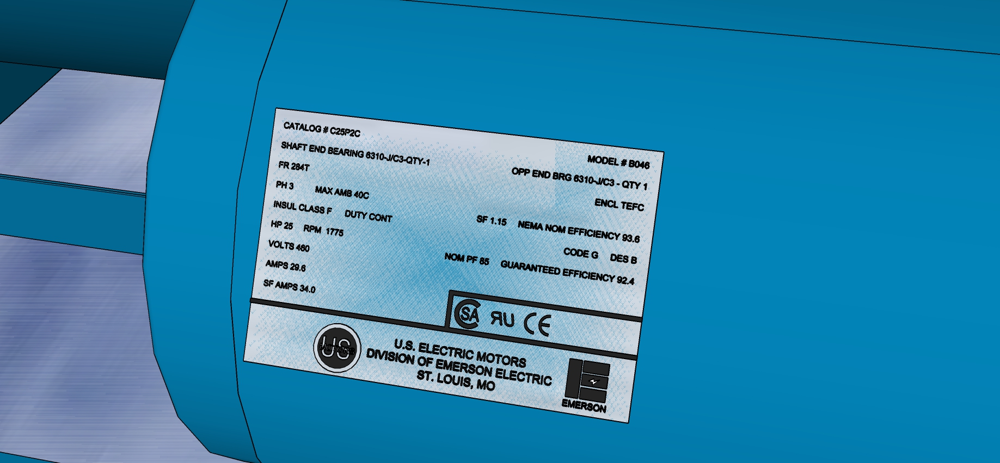 CATALOG # C25P2C
MODEL # B046
SHAFT END BEARING 6310-J/C3-QTY-1
OPP END BRG 6310-J/C3 - QTY 1
FR 284T
ENCL TEFC
PH 3 MAX AMB 40C
SF 1.15 NEMA NOM EFFICIENCY 93.6
INSUL CLASS F DUTY CONT
CODE G DES B
HP 25 RPM 1775
NOM PF 85 GUARANTEED EFFICIENCY 92.4
VOLTS 460
AMPS 29.6
SF AMPS 34.0
CSA RU CE
US
MOTORS
U.S. ELECTRIC MOTORS
DIVISION OF EMERSON ELECTRIC
ST. LOUIS, MO
EMERSON